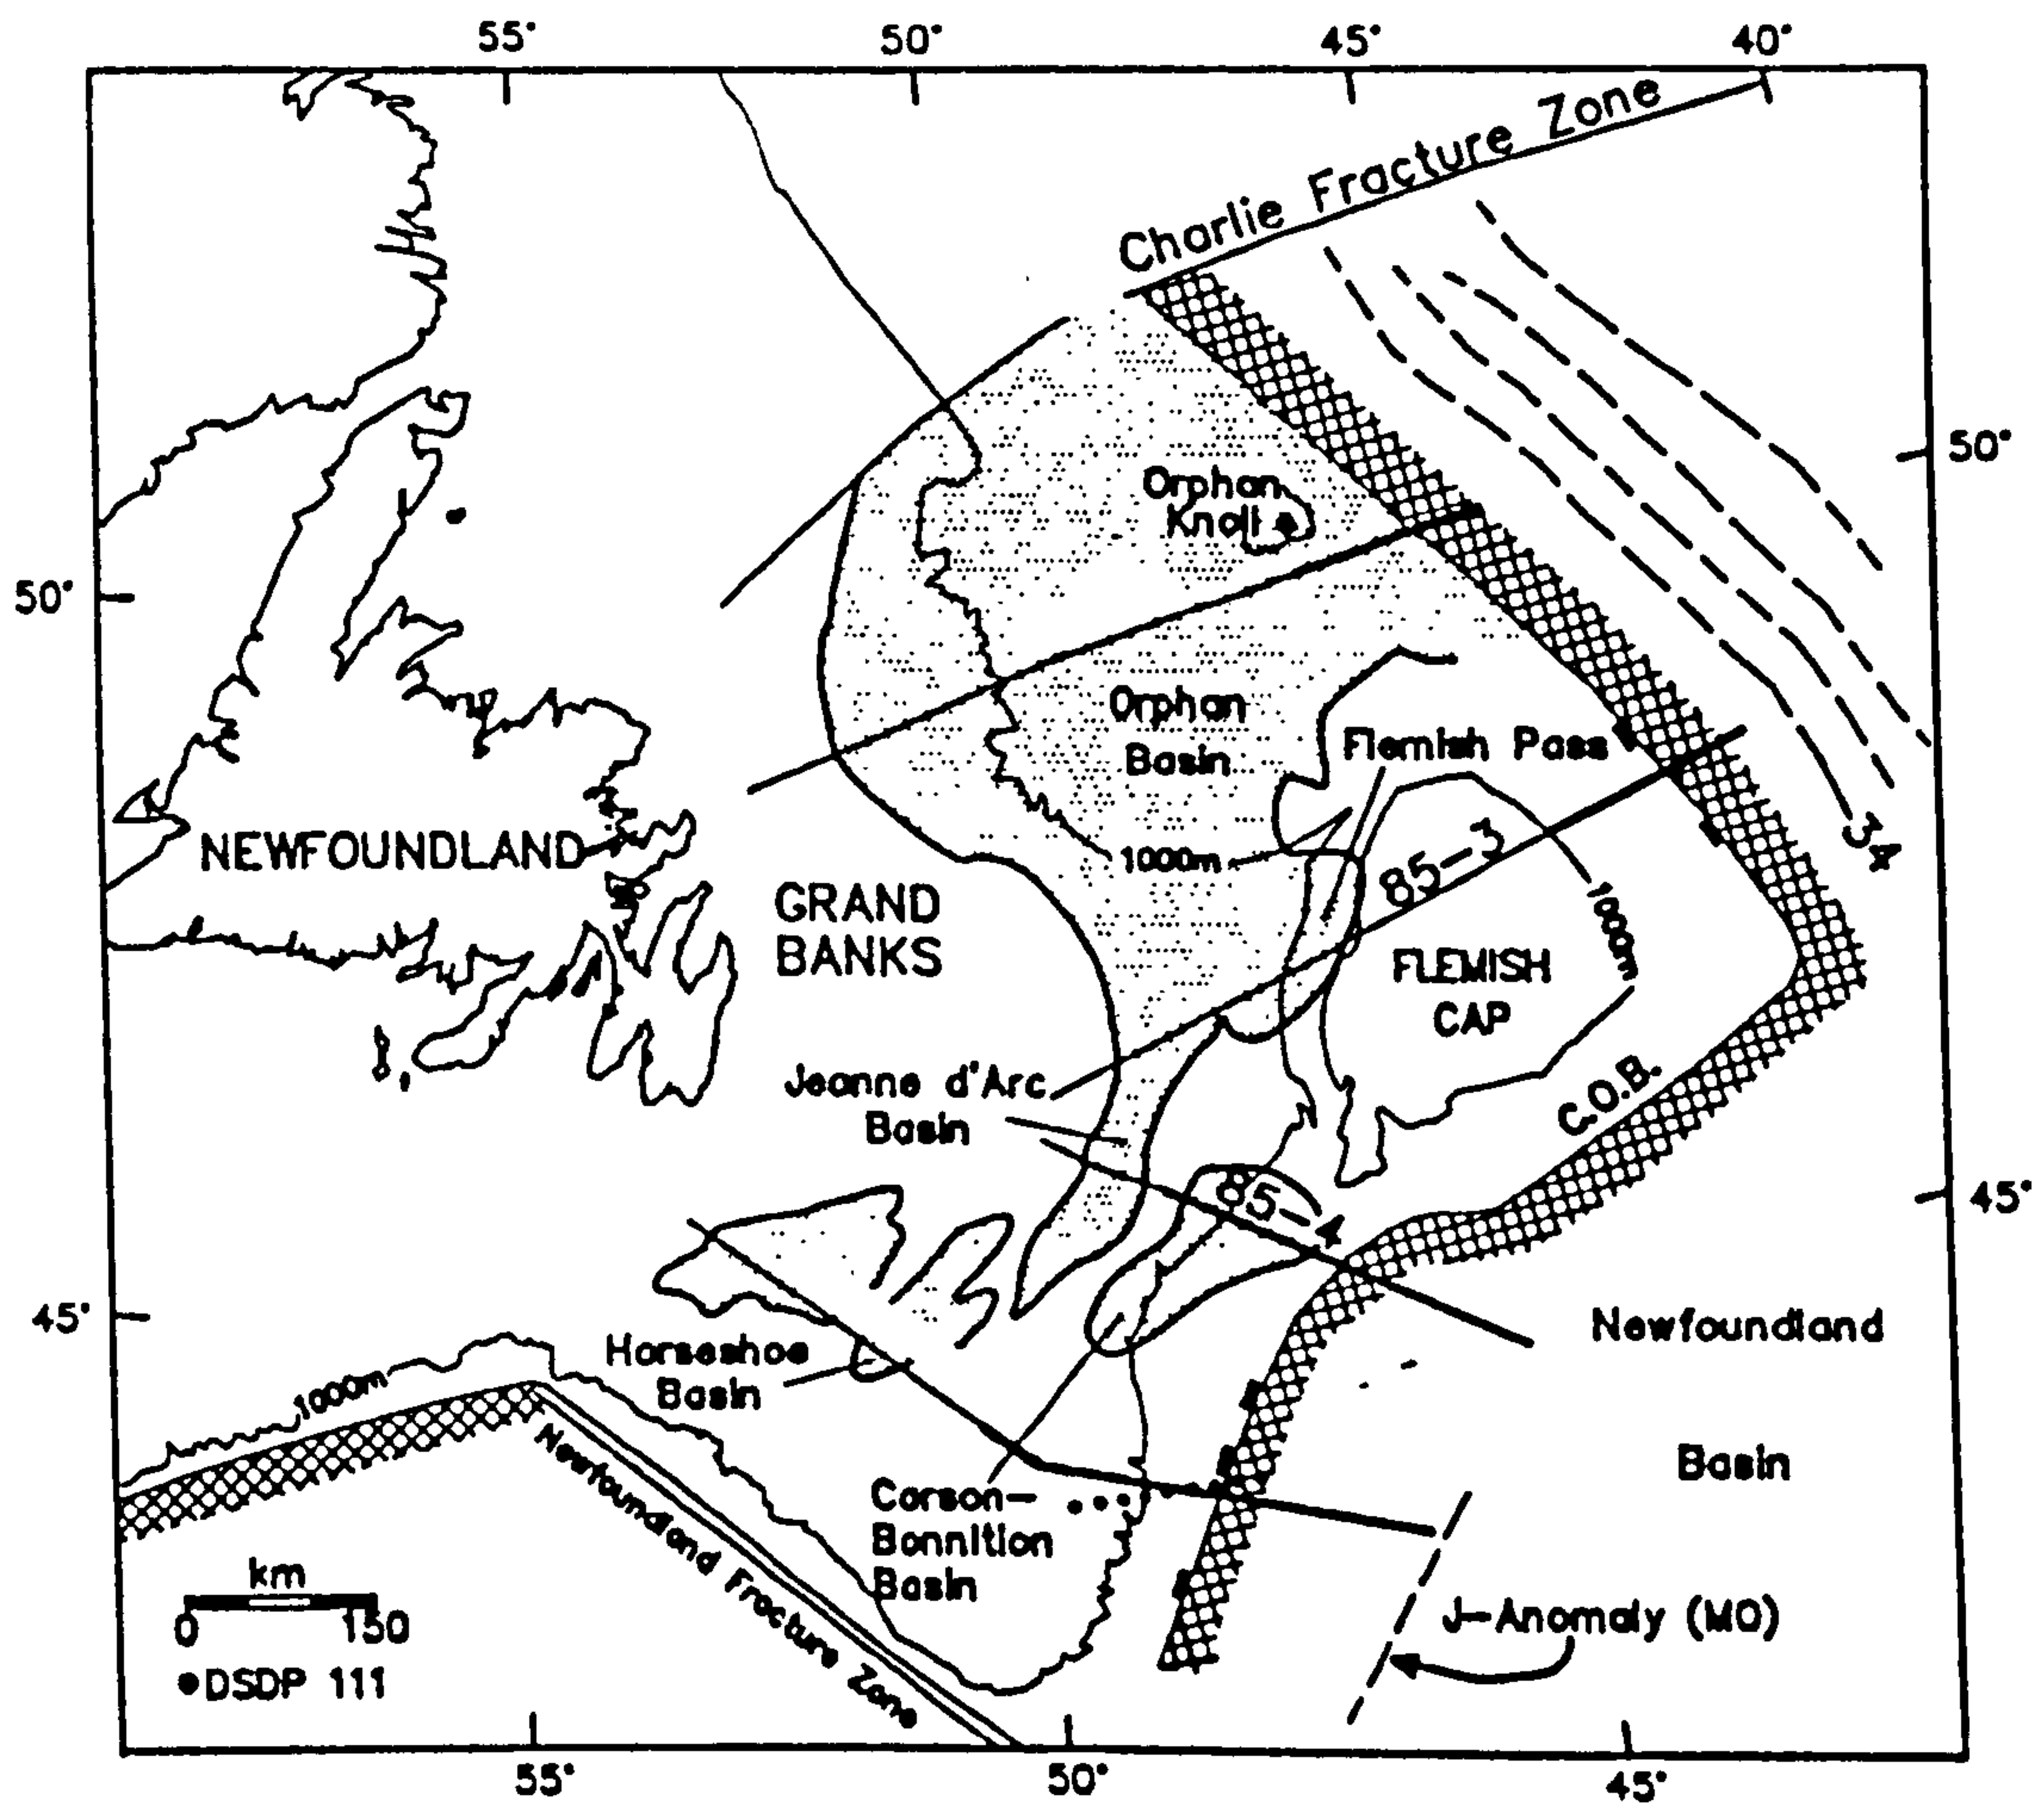 55° 50° 45° 40°
Charlie Fracture Zone
50°
Orphan
Knoll
50°
Orphan
Basin
Flemish Pass
34
NEWFOUNDLAND
1000m
85-3
GRAND
BANKS
1000m
FLEMISH
CAP
Jeanne d'Arc
Basin
C.O.B.
85-4
45°
45°
Newfoundland
Basin
Horseshoe
Basin
1000m
Newfoundland Fracture Zone
Carson-
Bonnition
Basin
km
0 150
J-Anomaly (MO)
●DSDP 111
55° 50° 45°